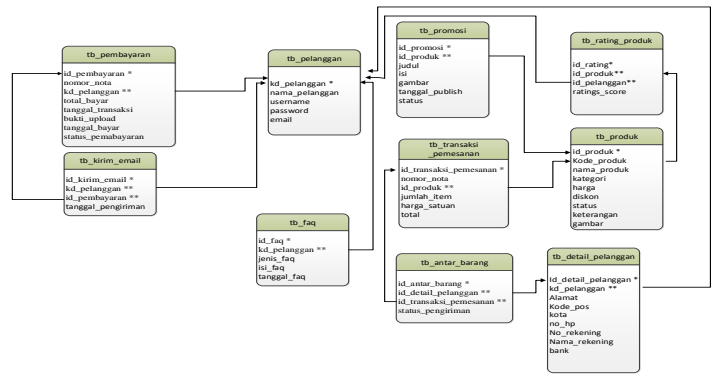 tb_pembayaran
id_pembayaran *
nomor_nota
kd_pelanggan **
total_bayar
tanggal_transaksi
bukti_upload
tanggal_bayar
status_pemabayaran
tb_kirim_email
id_kirim_email *
kd_pelanggan **
id_pembayaran **
tanggal_pengiriman
tb_pelanggan
kd_pelanggan *
nama_pelanggan
username
password
email
tb_faq
id_faq *
kd_pelanggan **
jenis_faq
isi_faq
tanggal_faq
tb_promosi
id_promosi *
id_produk **
judul
isi
gambar
tanggal_publish
status
tb_transaksi
_pemesanan
id_transaksi_pemesanan *
nomor_nota
id_produk **
jumlah_item
harga_satuan
total
tb_antar_barang
id_antar_barang *
id_detail_pelanggan **
id_transaksi_pemesanan **
status_pengiriman
tb_rating_produk
id_rating*
id_produk**
id_pelanggan**
ratings_score
tb_produk
id_produk *
Kode_produk
nama_produk
kategori
harga
diskon
status
keterangan
gambar
tb_detail_pelanggan
Id_detail_pelanggan *
kd_pelanggan **
Alamat
Kode_pos
kota
no_hp
No_rekening
Nama_rekening
bank